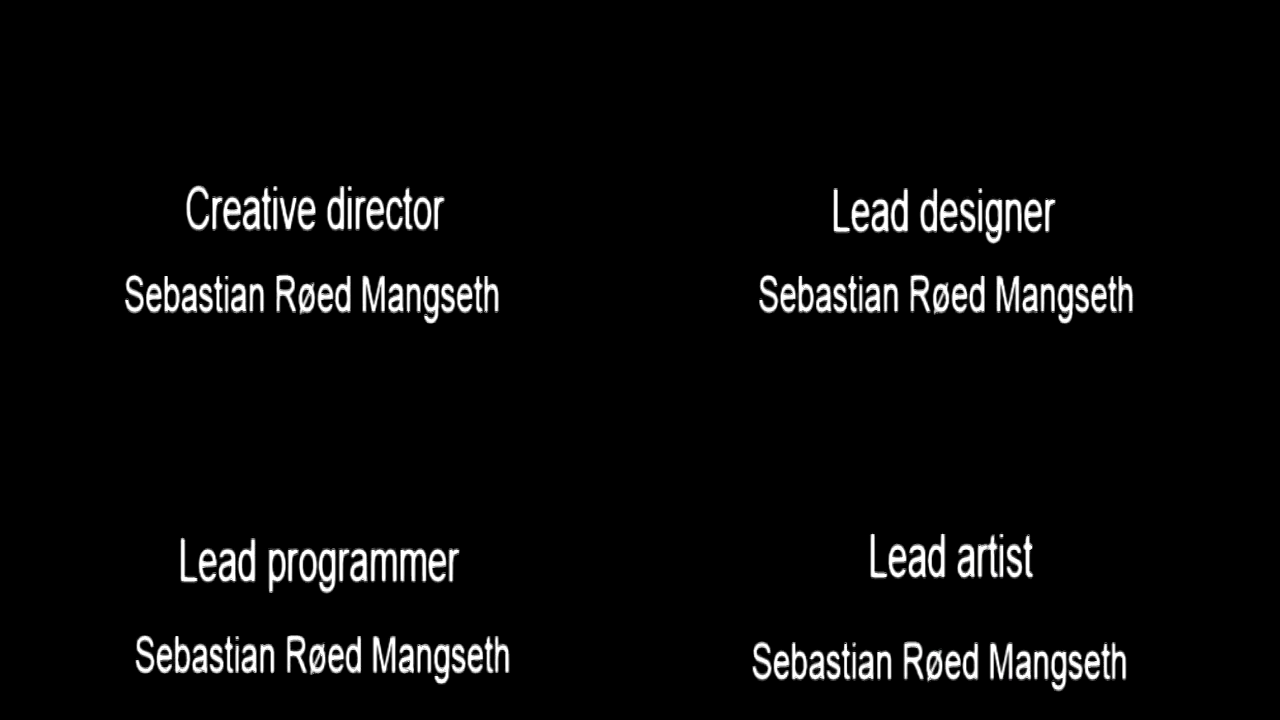 Creative director
Sebastian Røed Mangseth
Lead designer
Sebastian Røed Mangseth
Lead programmer
Sebastian Røed Mangseth
Lead artist
Sebastian Røed Mangseth